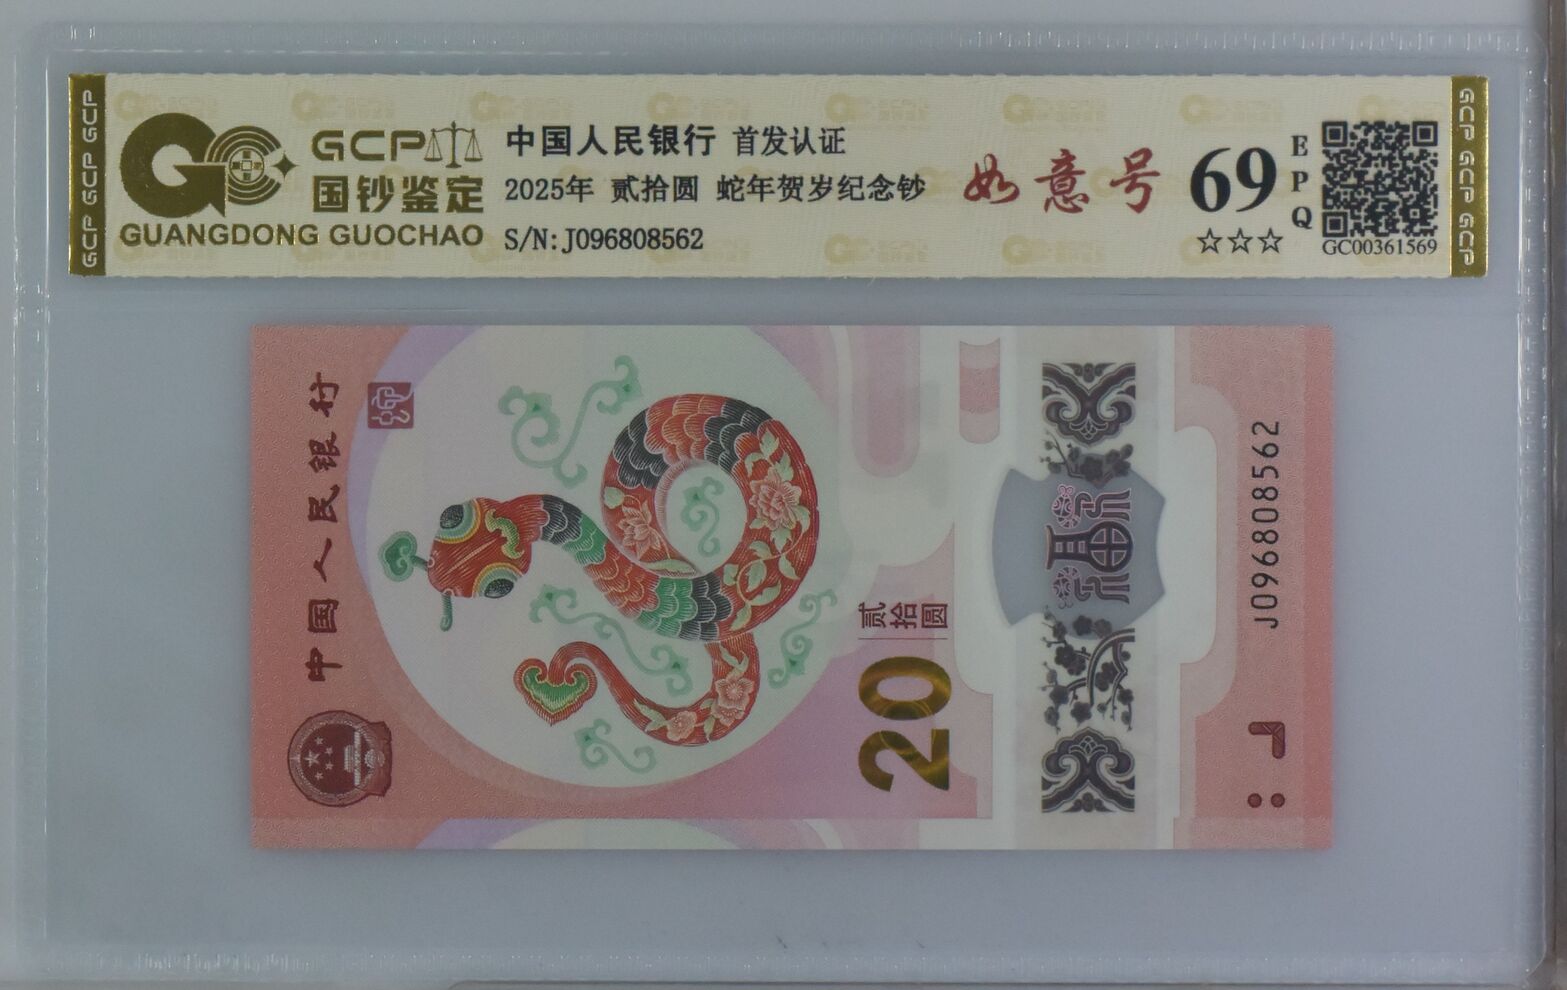 GCP GCP GCP
GCP
国钞鉴定
GUANGDONG GUOCHAO
中国人民银行 首发认证
2025年 贰拾圆 蛇年贺岁纪念钞
S/N:J096808562
如意号
69
☆☆☆
EPQ
GC00361569
GCP GCP GCP
中国人民银行
20
贰拾圆
福
J096808562